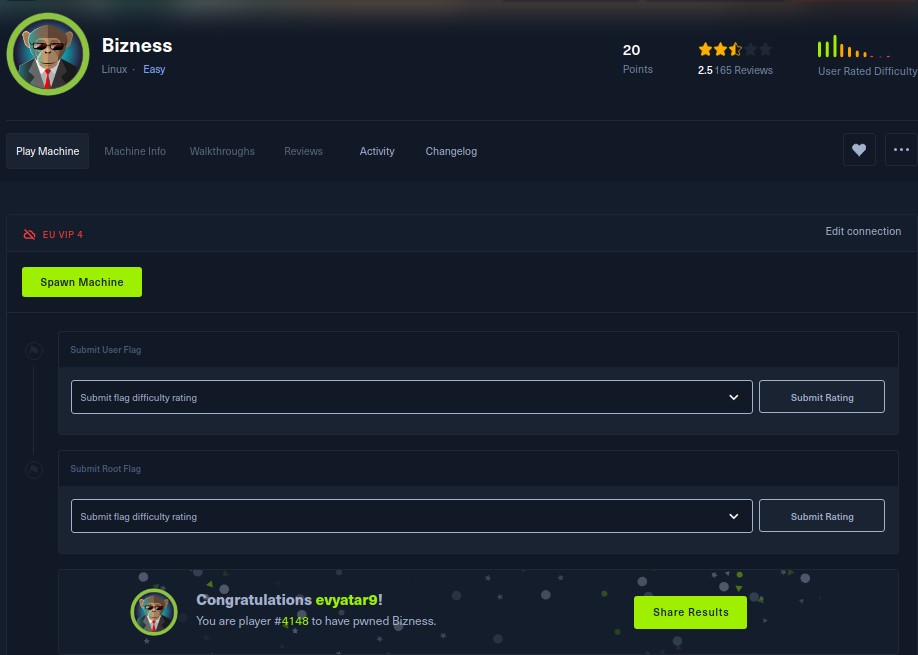 Bizness
Linux · Easy
20
Points
2.5 165 Reviews
User Rated Difficulty
Play Machine
Machine Info
Walkthroughs
Reviews
Activity
Changelog
EU VIP 4
Edit connection
Spawn Machine
Submit User Flag
Submit flag difficulty rating
Submit Rating
Submit Root Flag
Submit flag difficulty rating
Submit Rating
Congratulations evyatar9!
You are player #4148 to have pwned Bizness.
Share Results